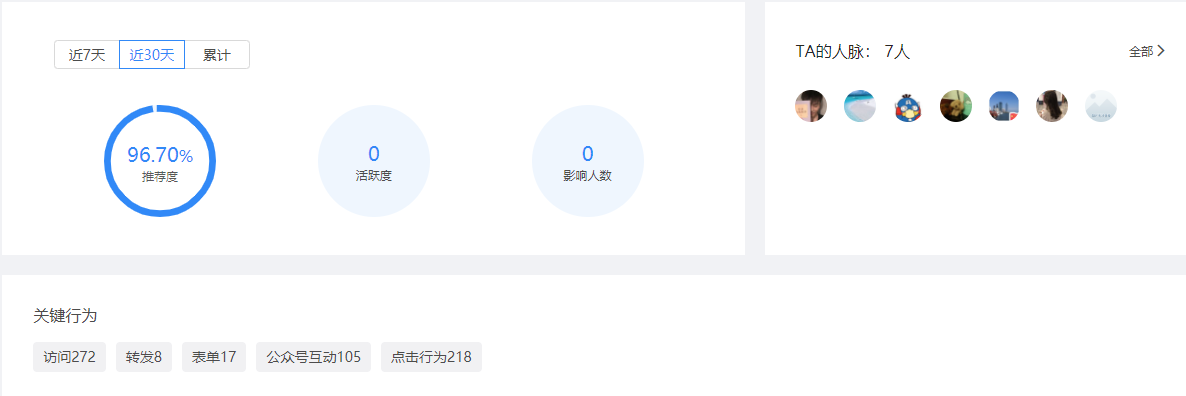 近7天 近30天 累计
96.70%
推荐度
0
活跃度
0
影响人数
TA的人脉： 7人
全部
关键行为
访问272 转发8 表单17 公众号互动105 点击行为218